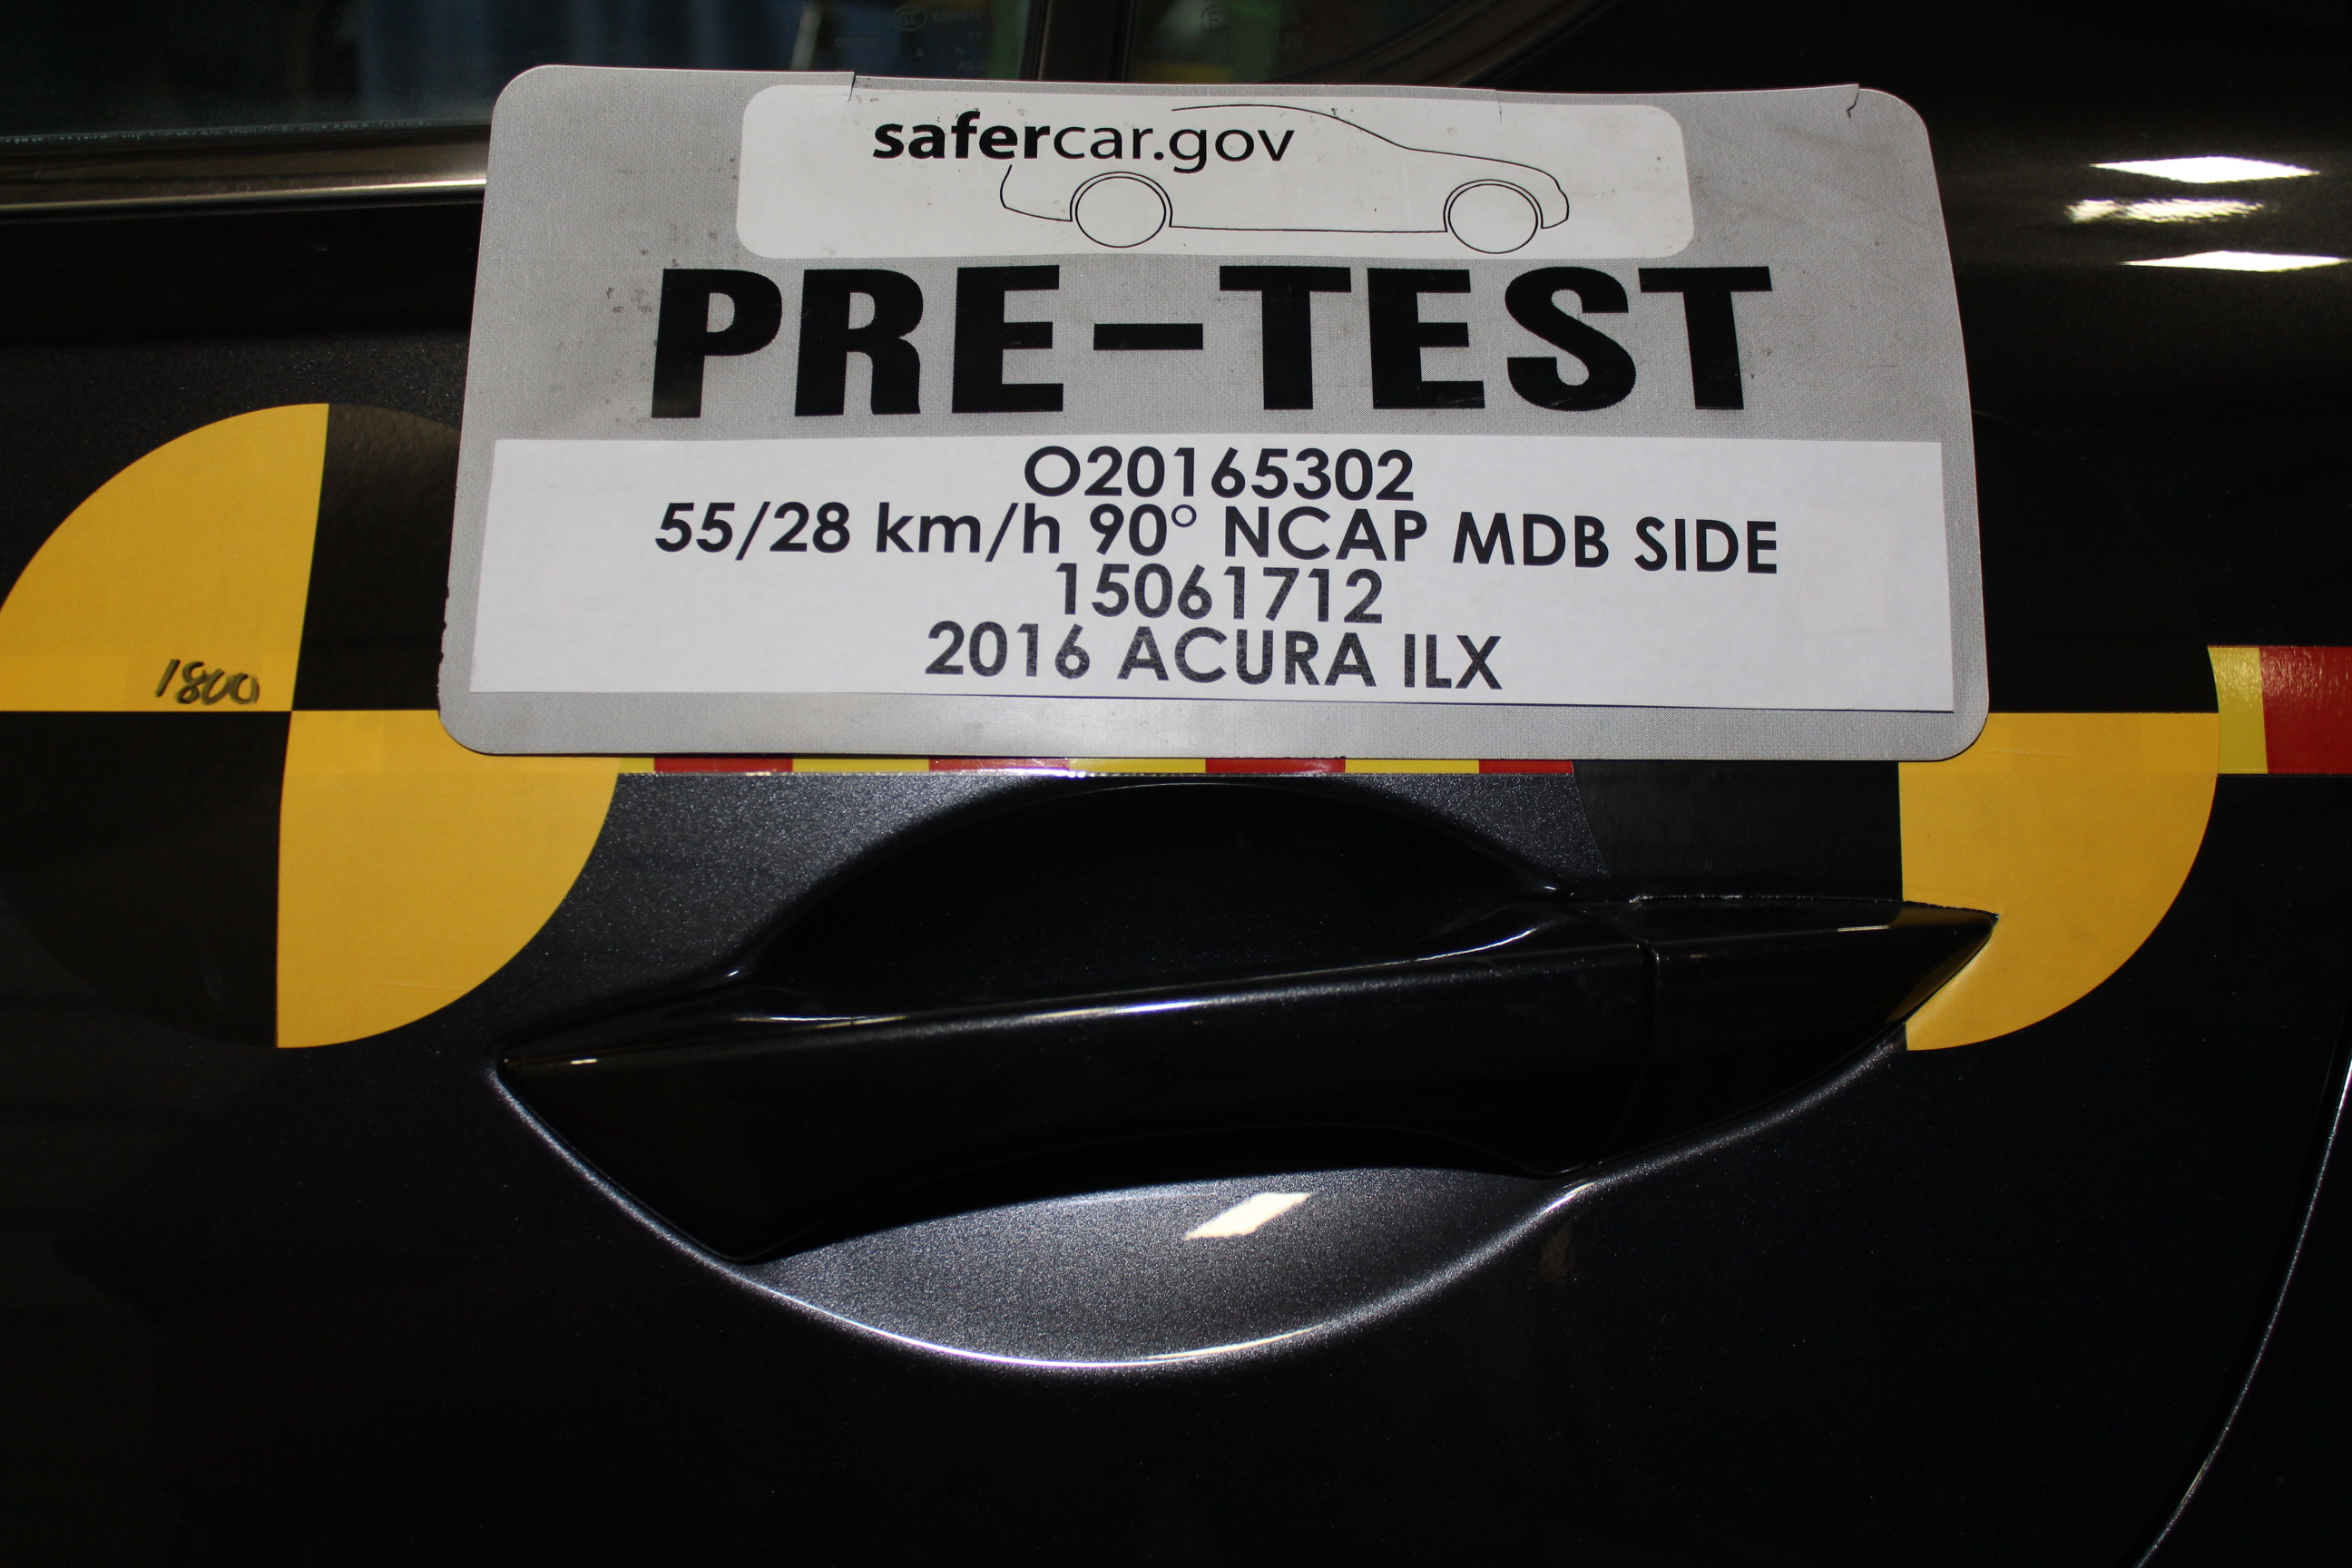 safercar.gov
PRE-TEST
O20165302
55/28 km/h 90° NCAP MDB SIDE
15061712
2016 ACURA ILX
1800